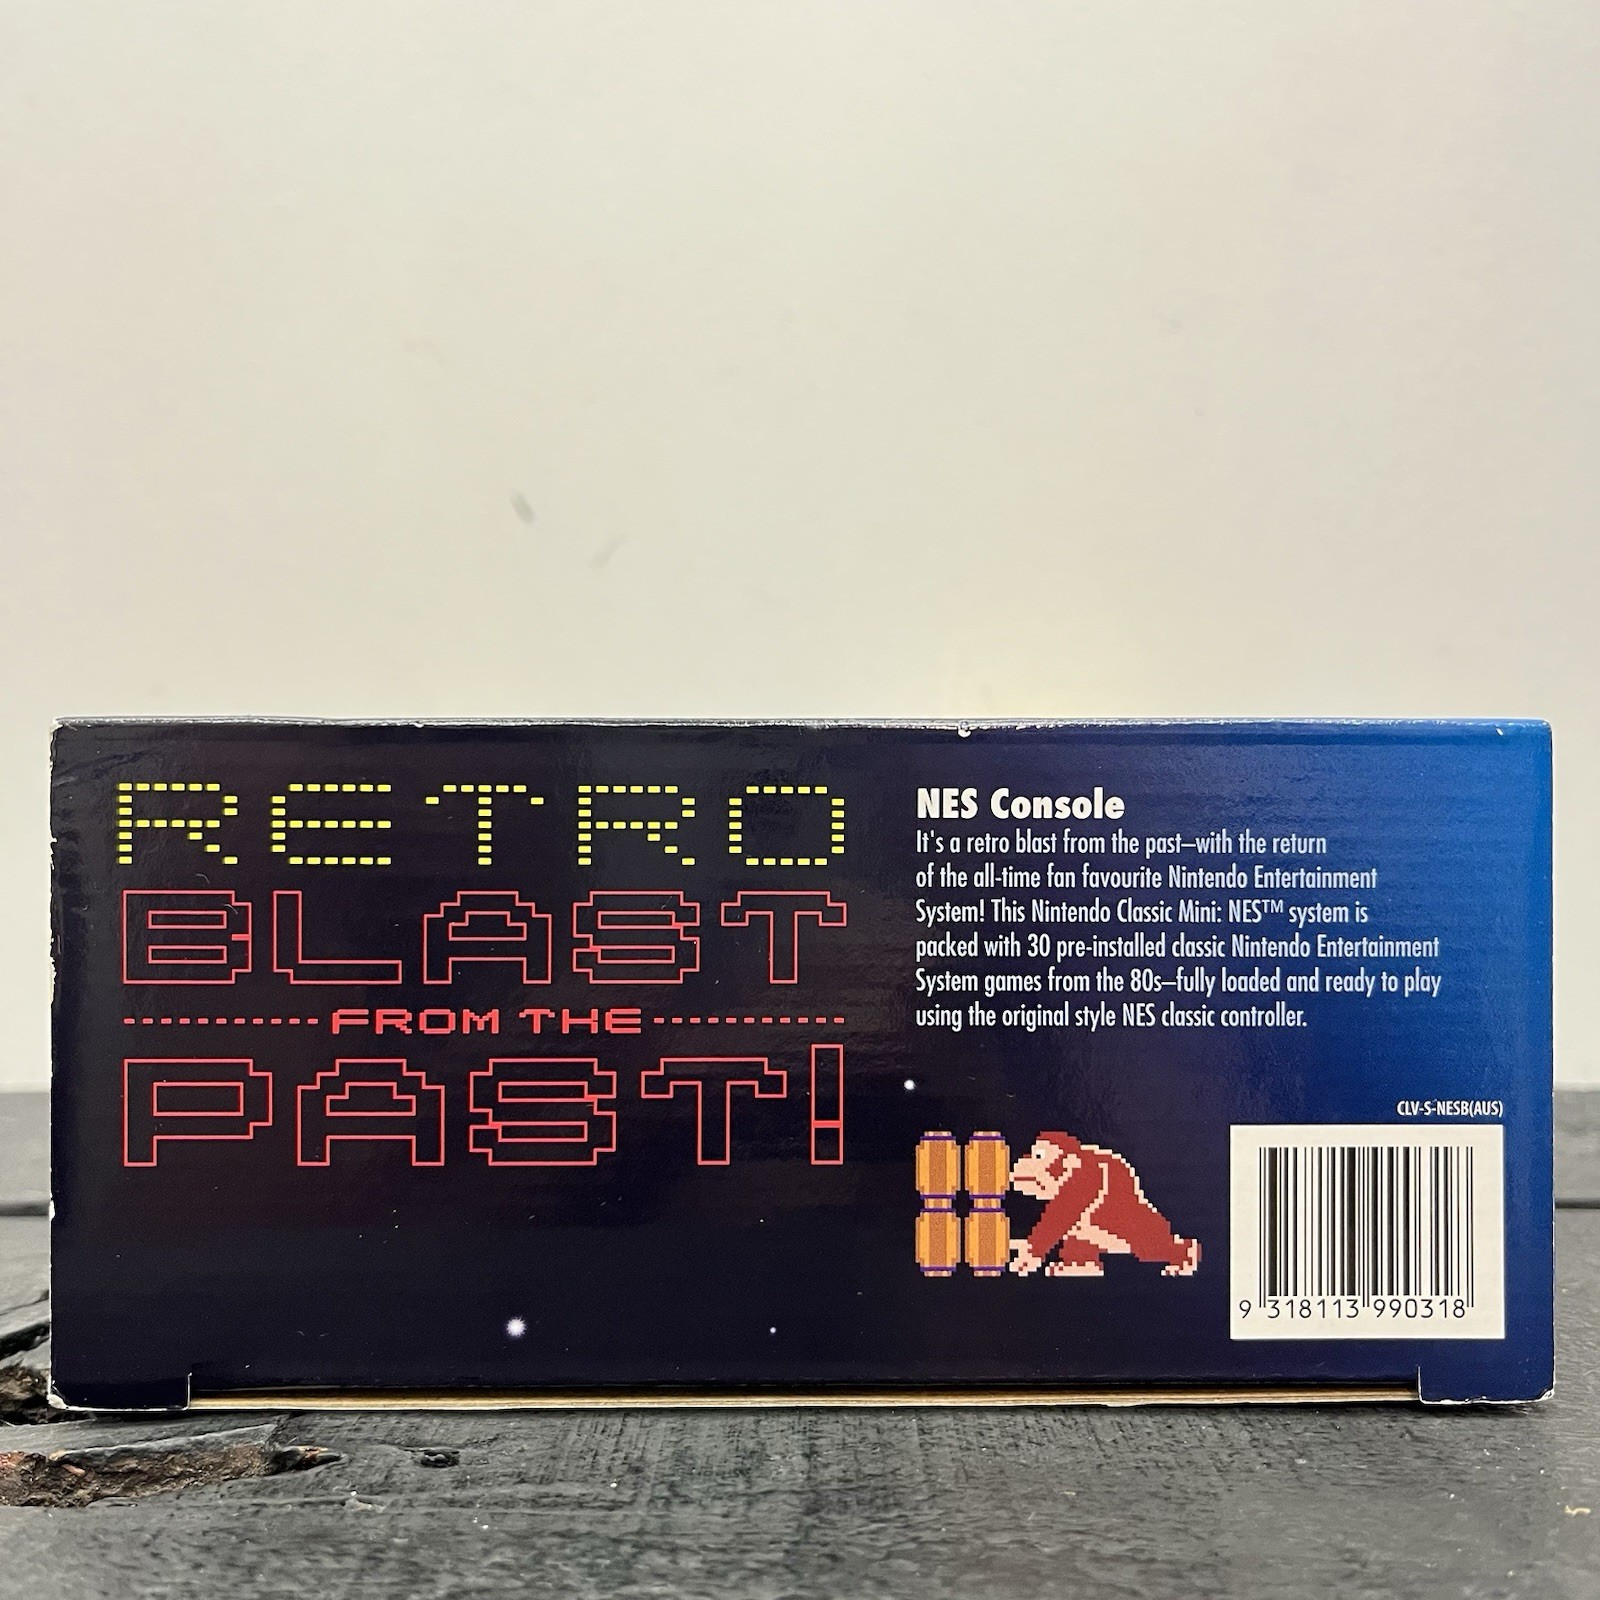 RETRO
BLAST
FROM THE
PAST!
NES Console
It's a retro blast from the past–with the return
of the all-time fan favourite Nintendo Entertainment
System! This Nintendo Classic Mini: NES™ system is
packed with 30 pre-installed classic Nintendo Entertainment
System games from the 80s–fully loaded and ready to play
using the original style NES classic controller.
CLV-S-NESB(AUS)
9 318113 990318